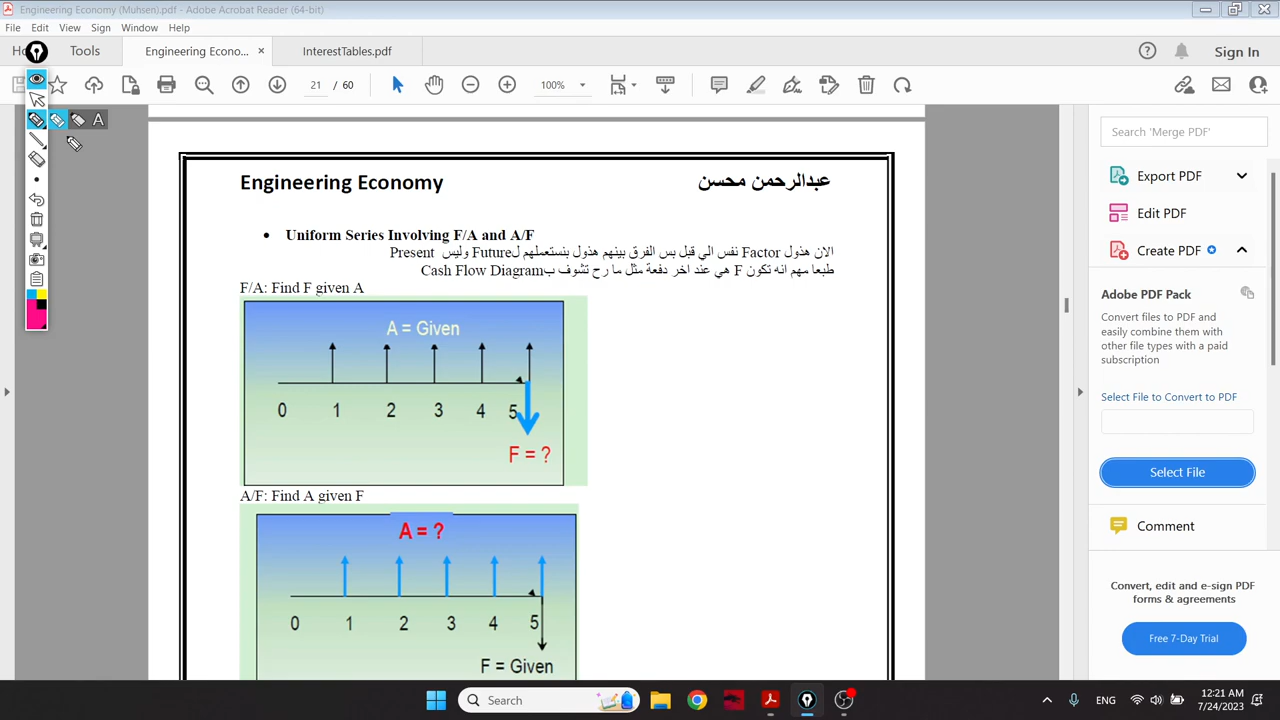 Engineering Economy (Muhsen).pdf - Adobe Acrobat Reader (64-bit)
File Edit View Sign Window Help
Ho Tools Engineering Econo... × InterestTables.pdf Sign In
21 / 60 100%
Search 'Merge PDF'
Export PDF
Edit PDF
Create PDF
Adobe PDF Pack
Convert files to PDF and
easily combine them with
other file types with a paid
subscription
Select File to Convert to PDF
Select File
Comment
Convert, edit and e-sign PDF
forms & agreements
Free 7-Day Trial
A
Engineering Economy عبدالرحمن محسن
• Uniform Series Involving F/A and A/F
الان هذول Factor نفس الي قبل بس الفرق بينهم هذول بنستعملهم لFuture وليس Present
طبعا مهم انه تكون F هي عند اخر دفعة مثل ما رح تشوف بCash Flow Diagram
F/A: Find F given A
A = Given
0 1 2 3 4 5
F = ?
A/F: Find A given F
A = ?
0 1 2 3 4 5
F = Given
Search
ENG
12:21 AM
7/24/2023